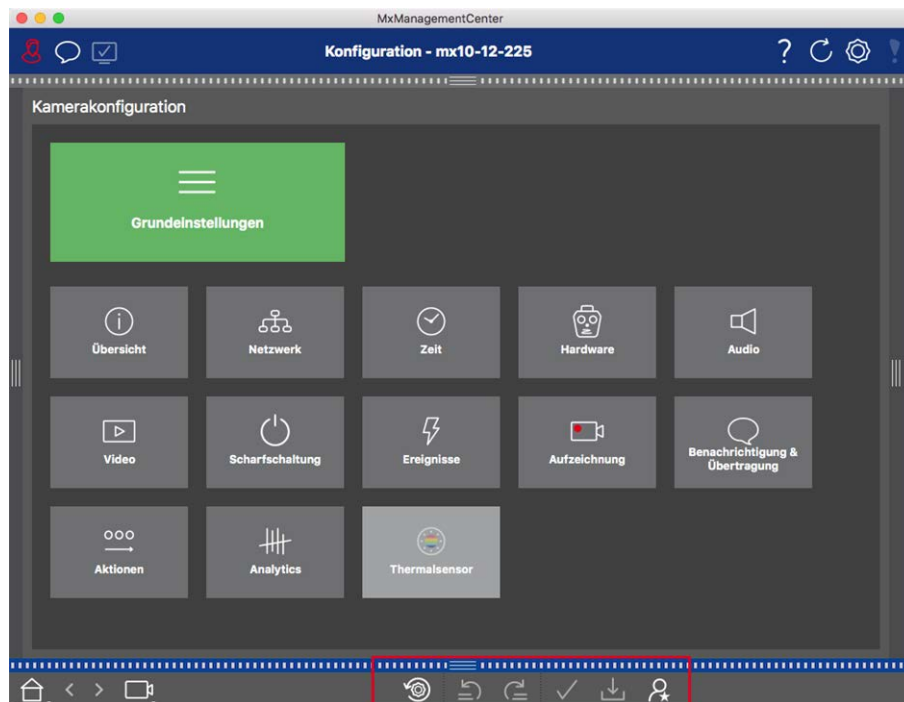 MxManagementCenter
Konfiguration - mx10-12-225
Kamerakonfiguration
Grundeinstellungen
Übersicht
Netzwerk
Zeit
Hardware
Audio
Video
Scharfschaltung
Ereignisse
Aufzeichnung
Benachrichtigung &
Übertragung
Aktionen
Analytics
Thermalsensor